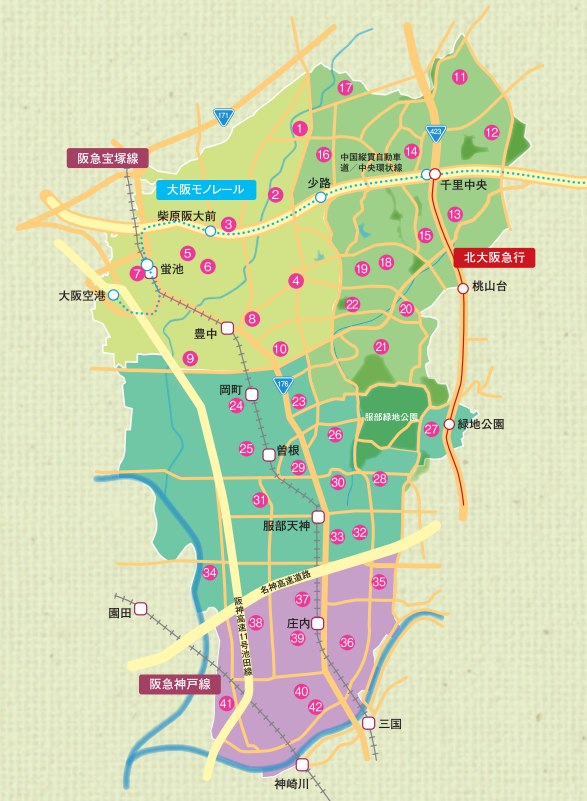 17
11
171
1
423
12
16
中国縦貫自動車
道／中央環状線
14
阪急宝塚線
大阪モノレール
少路
千里中央
2
柴原阪大前
3
13
15
5
6
北大阪急行
7
蛍池
19
18
4
桃山台
大阪空港
22
20
8
豊中
10
21
9
176
岡町
23
24
服部緑地公園
27
緑地公園
26
25
曽根
29
28
30
31
服部天神
33
32
34
名神高速道路
35
37
園田
阪神高速11号池田線
38
庄内
39
36
阪急神戸線
40
41
42
三国
神崎川